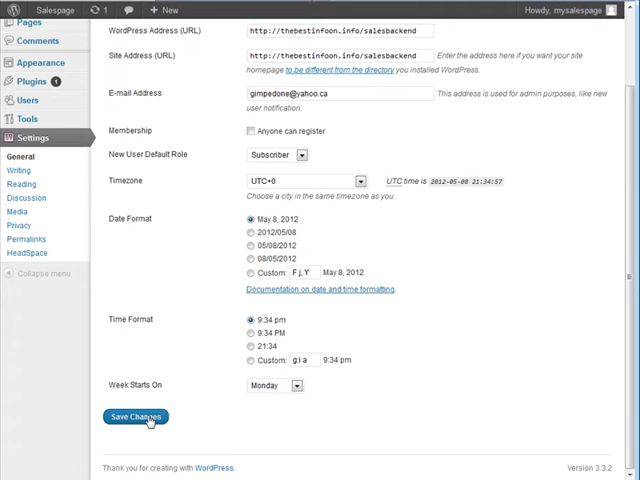 Salespage 1 New Howdy, mysalespage
Pages
Comments
Appearance
Plugins 1
Users
Tools
Settings
General
Writing
Reading
Discussion
Media
Privacy
Permalinks
HeadSpace
Collapse menu
WordPress Address (URL) http://thebestinfoon.info/salesbackend
Site Address (URL) http://thebestinfoon.info/salesbackend Enter the address here if you want your site
homepage to be different from the directory you installed WordPress.
E-mail Address gimpedone@yahoo.ca This address is used for admin purposes, like new
user notification.
Membership Anyone can register
New User Default Role Subscriber
Timezone UTC+0 UTC time is 2012-05-08 21:34:57
Choose a city in the same timezone as you.
Date Format May 8, 2012
2012/05/08
05/08/2012
08/05/2012
Custom: F j, Y May 8, 2012
Documentation on date and time formatting.
Time Format 9:34 pm
9:34 PM
21:34
Custom: g:i a 9:34 pm
Week Starts On Monday
Save Changes
Thank you for creating with WordPress. Version 3.3.2